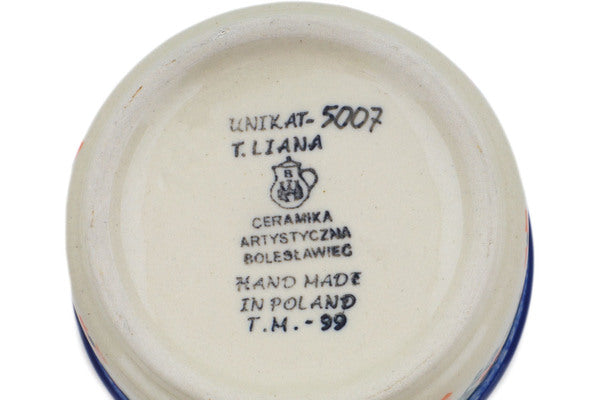 UNIKAT-5007
T. LIANA
B
CERAMIKA
ARTYSTYCZNA
BOLESŁAWIEC
HAND MADE
IN POLAND
T.M.-99